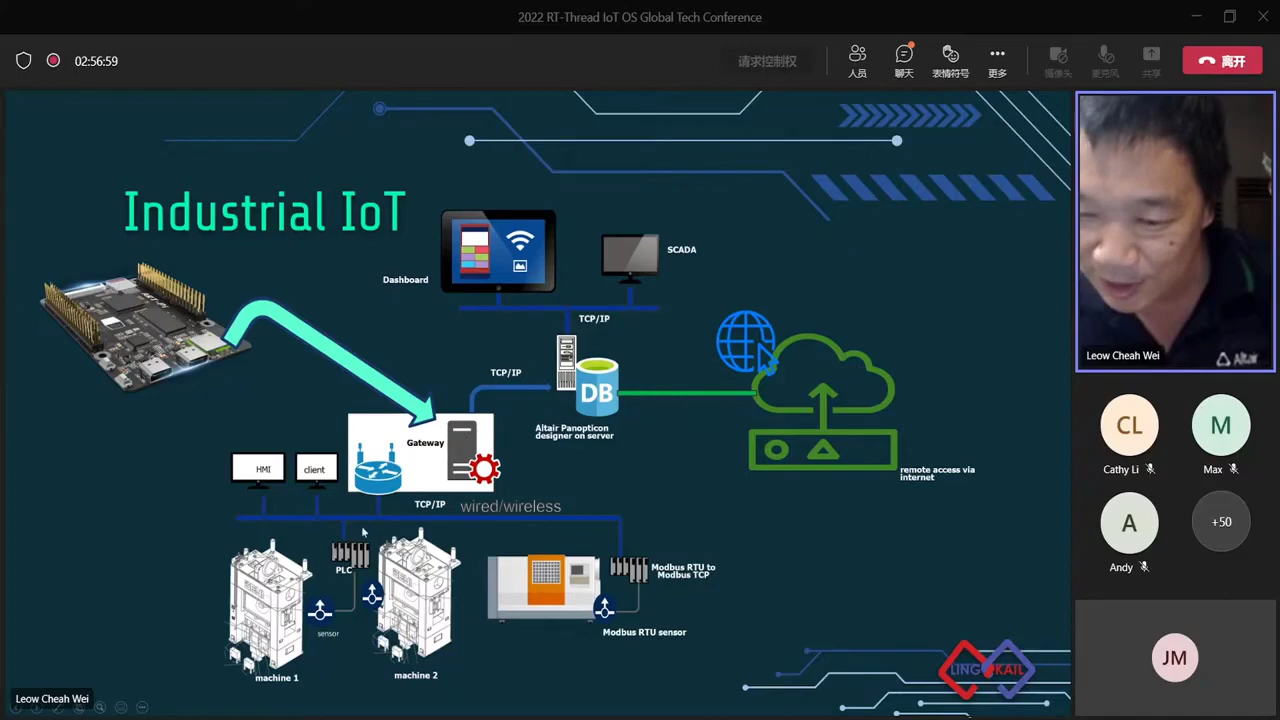 2022 RT-Thread IoT OS Global Tech Conference
02:56:59
请求控制权
人员
聊天
表情符号
更多
摄像头
麦克风
共享
离开
Industrial IoT
Dashboard
SCADA
TCP/IP
TCP/IP
DB
Altair Panopticon
designer on server
Gateway
HMI
client
remote access via
internet
TCP/IP
wired/wireless
PLC
Modbus RTU to
Modbus TCP
sensor
Modbus RTU sensor
machine 1
machine 2
LING KAIL
Leow Cheah Wei
Altair
Leow Cheah Wei
CL
M
Cathy Li
Max
A
+50
Andy
JM